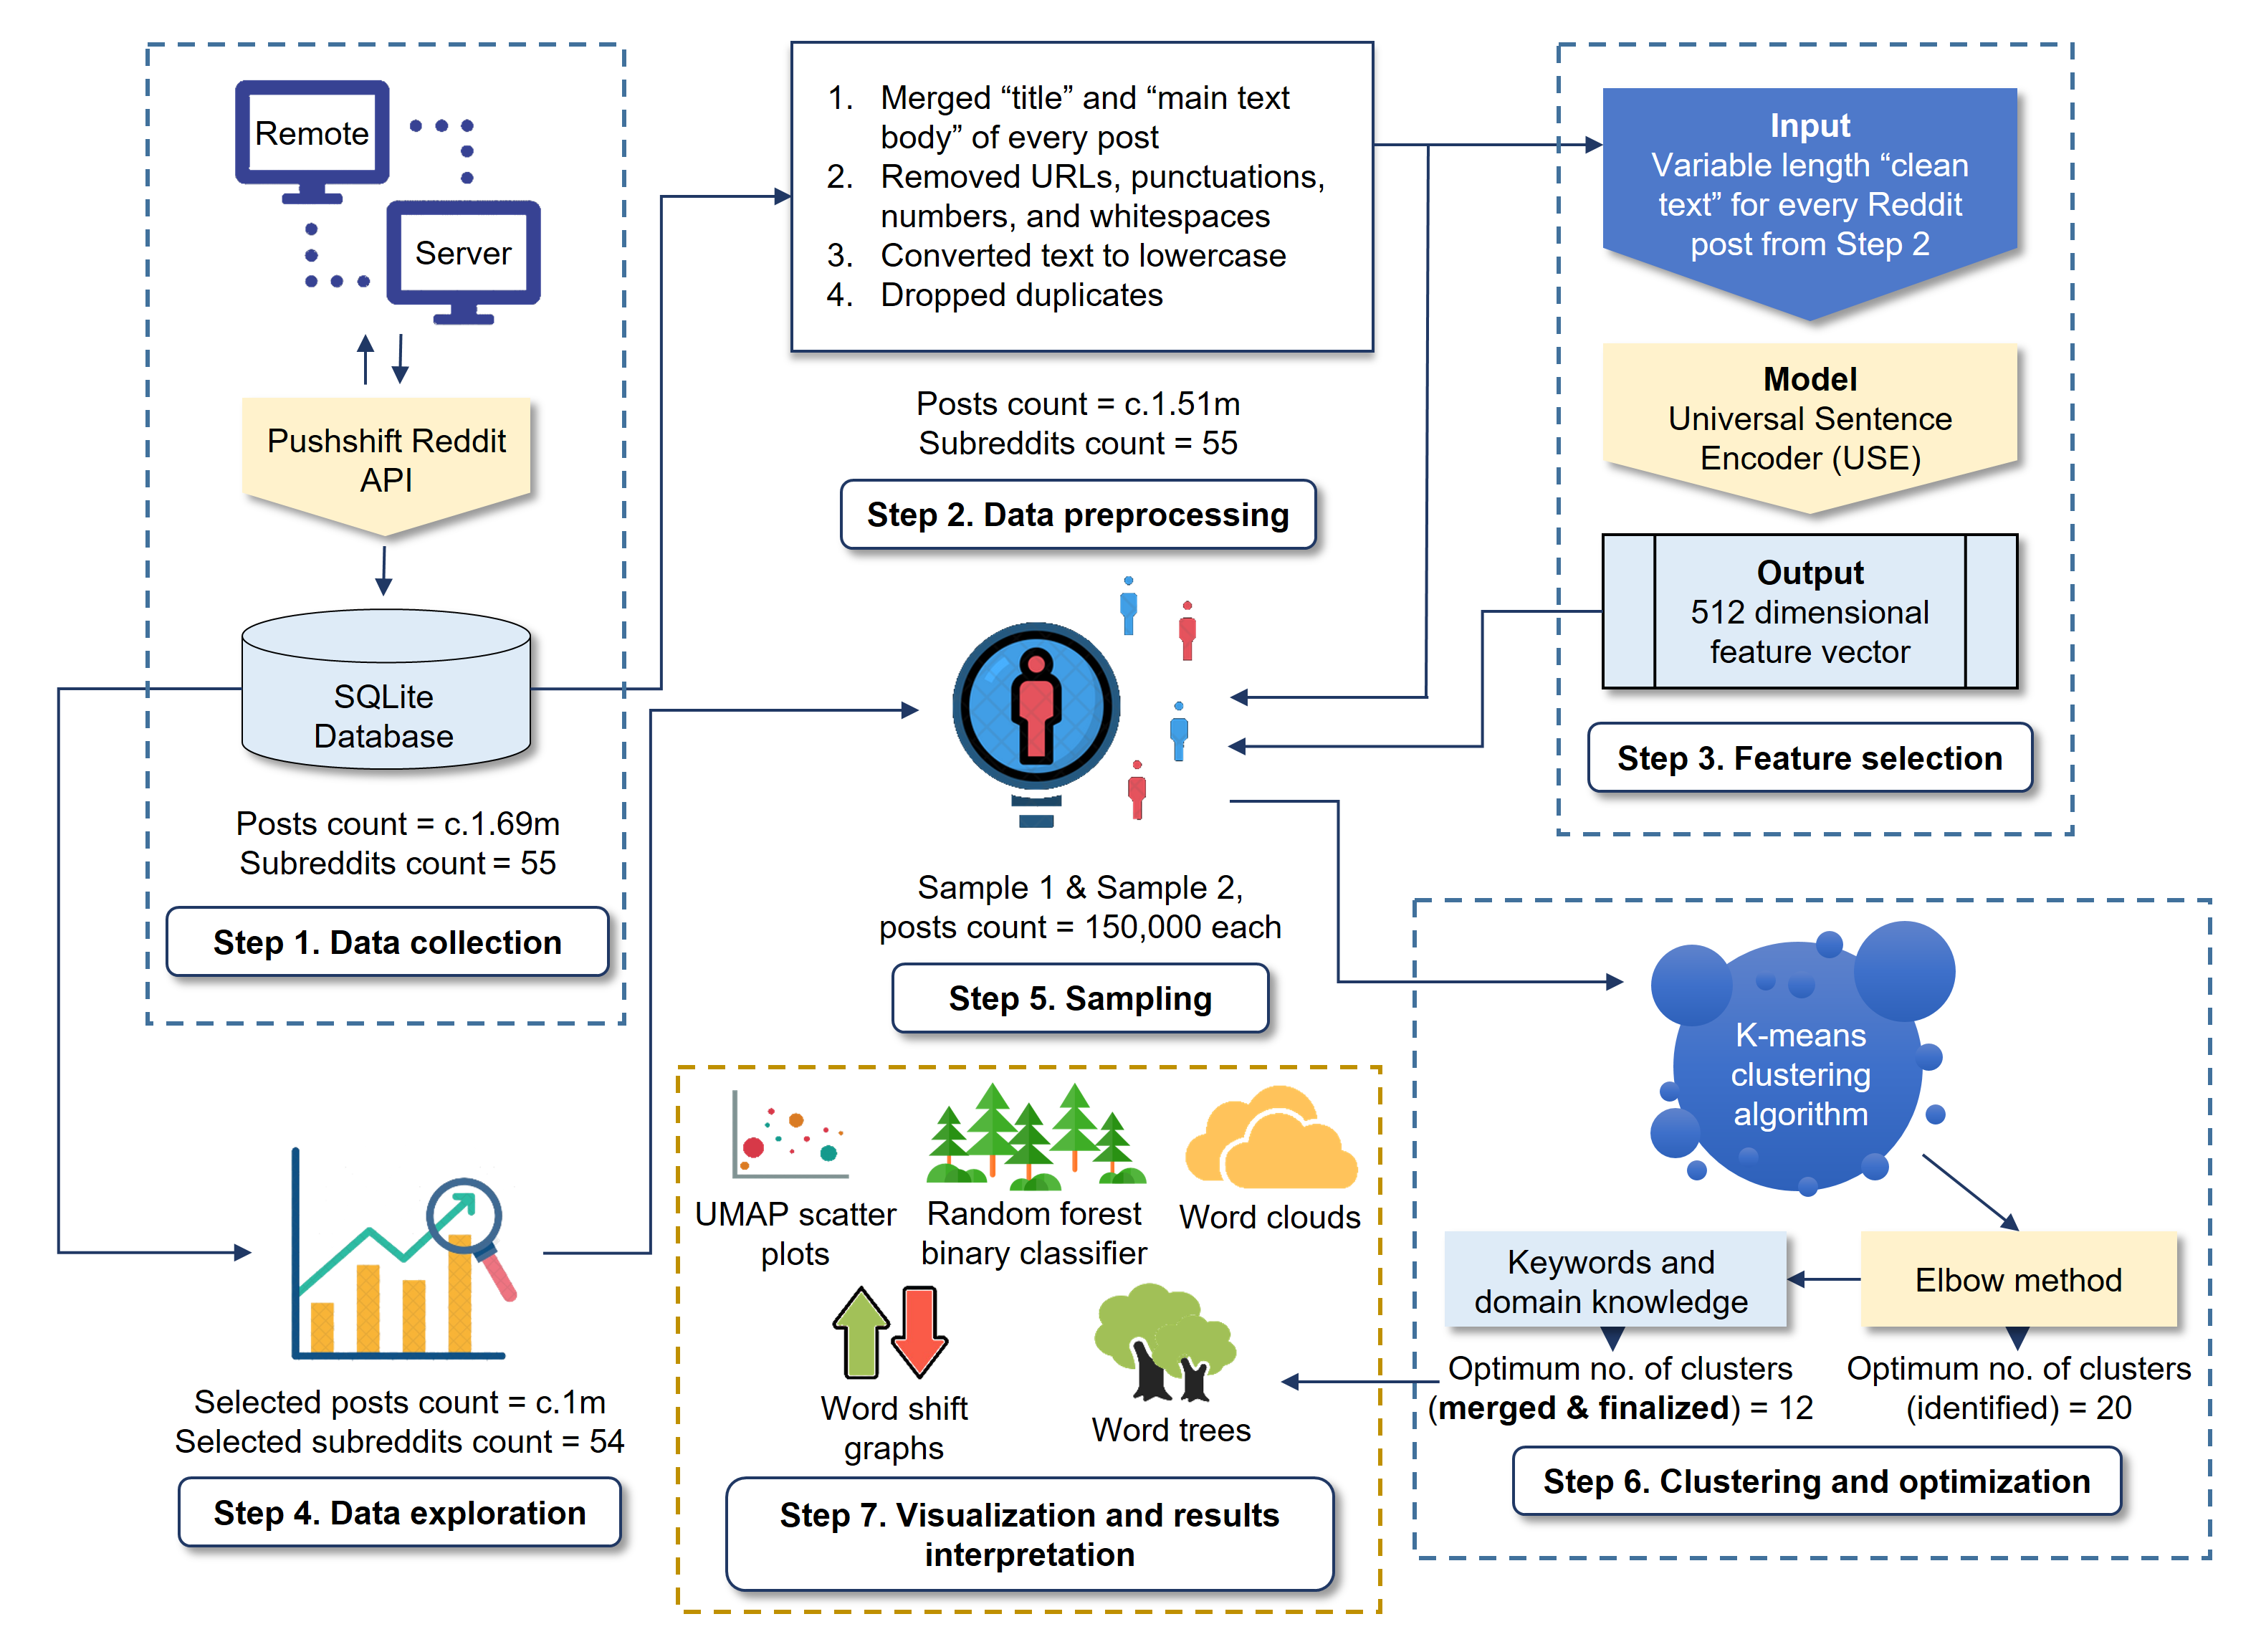 Remote
Server
Pushshift Reddit
API
SQLite
Database
Posts count = c.1.69m
Subreddits count = 55
Step 1. Data collection
1. Merged “title” and “main text
body” of every post
2. Removed URLs, punctuations,
numbers, and whitespaces
3. Converted text to lowercase
4. Dropped duplicates
Posts count = c.1.51m
Subreddits count = 55
Step 2. Data preprocessing
Input
Variable length “clean
text” for every Reddit
post from Step 2
Model
Universal Sentence
Encoder (USE)
Output
512 dimensional
feature vector
Step 3. Feature selection
Selected posts count = c.1m
Selected subreddits count = 54
Step 4. Data exploration
Sample 1 & Sample 2,
posts count = 150,000 each
Step 5. Sampling
K-means
clustering
algorithm
Elbow method
Optimum no. of clusters
(identified) = 20
Keywords and
domain knowledge
Optimum no. of clusters
(merged & finalized) = 12
Step 6. Clustering and optimization
UMAP scatter
plots
Random forest
binary classifier
Word clouds
Word shift
graphs
Word trees
Step 7. Visualization and results
interpretation